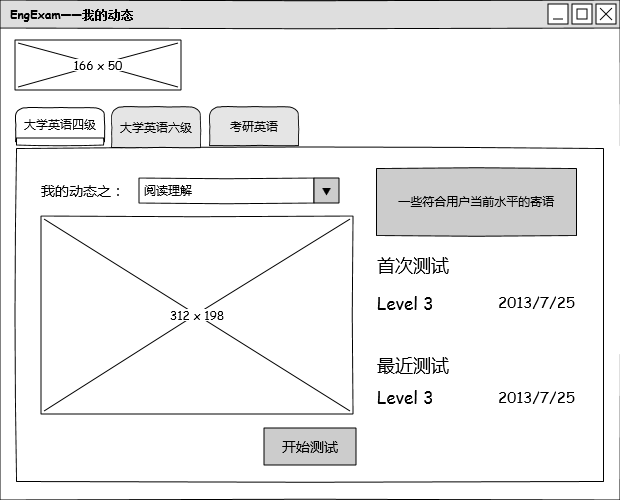 EngExam——我的动态
166 x 50
大学英语四级
大学英语六级
考研英语
我的动态之：
阅读理解
一些符合用户当前水平的寄语
312 x 198
首次测试
Level 3
2013/7/25
最近测试
Level 3
2013/7/25
开始测试